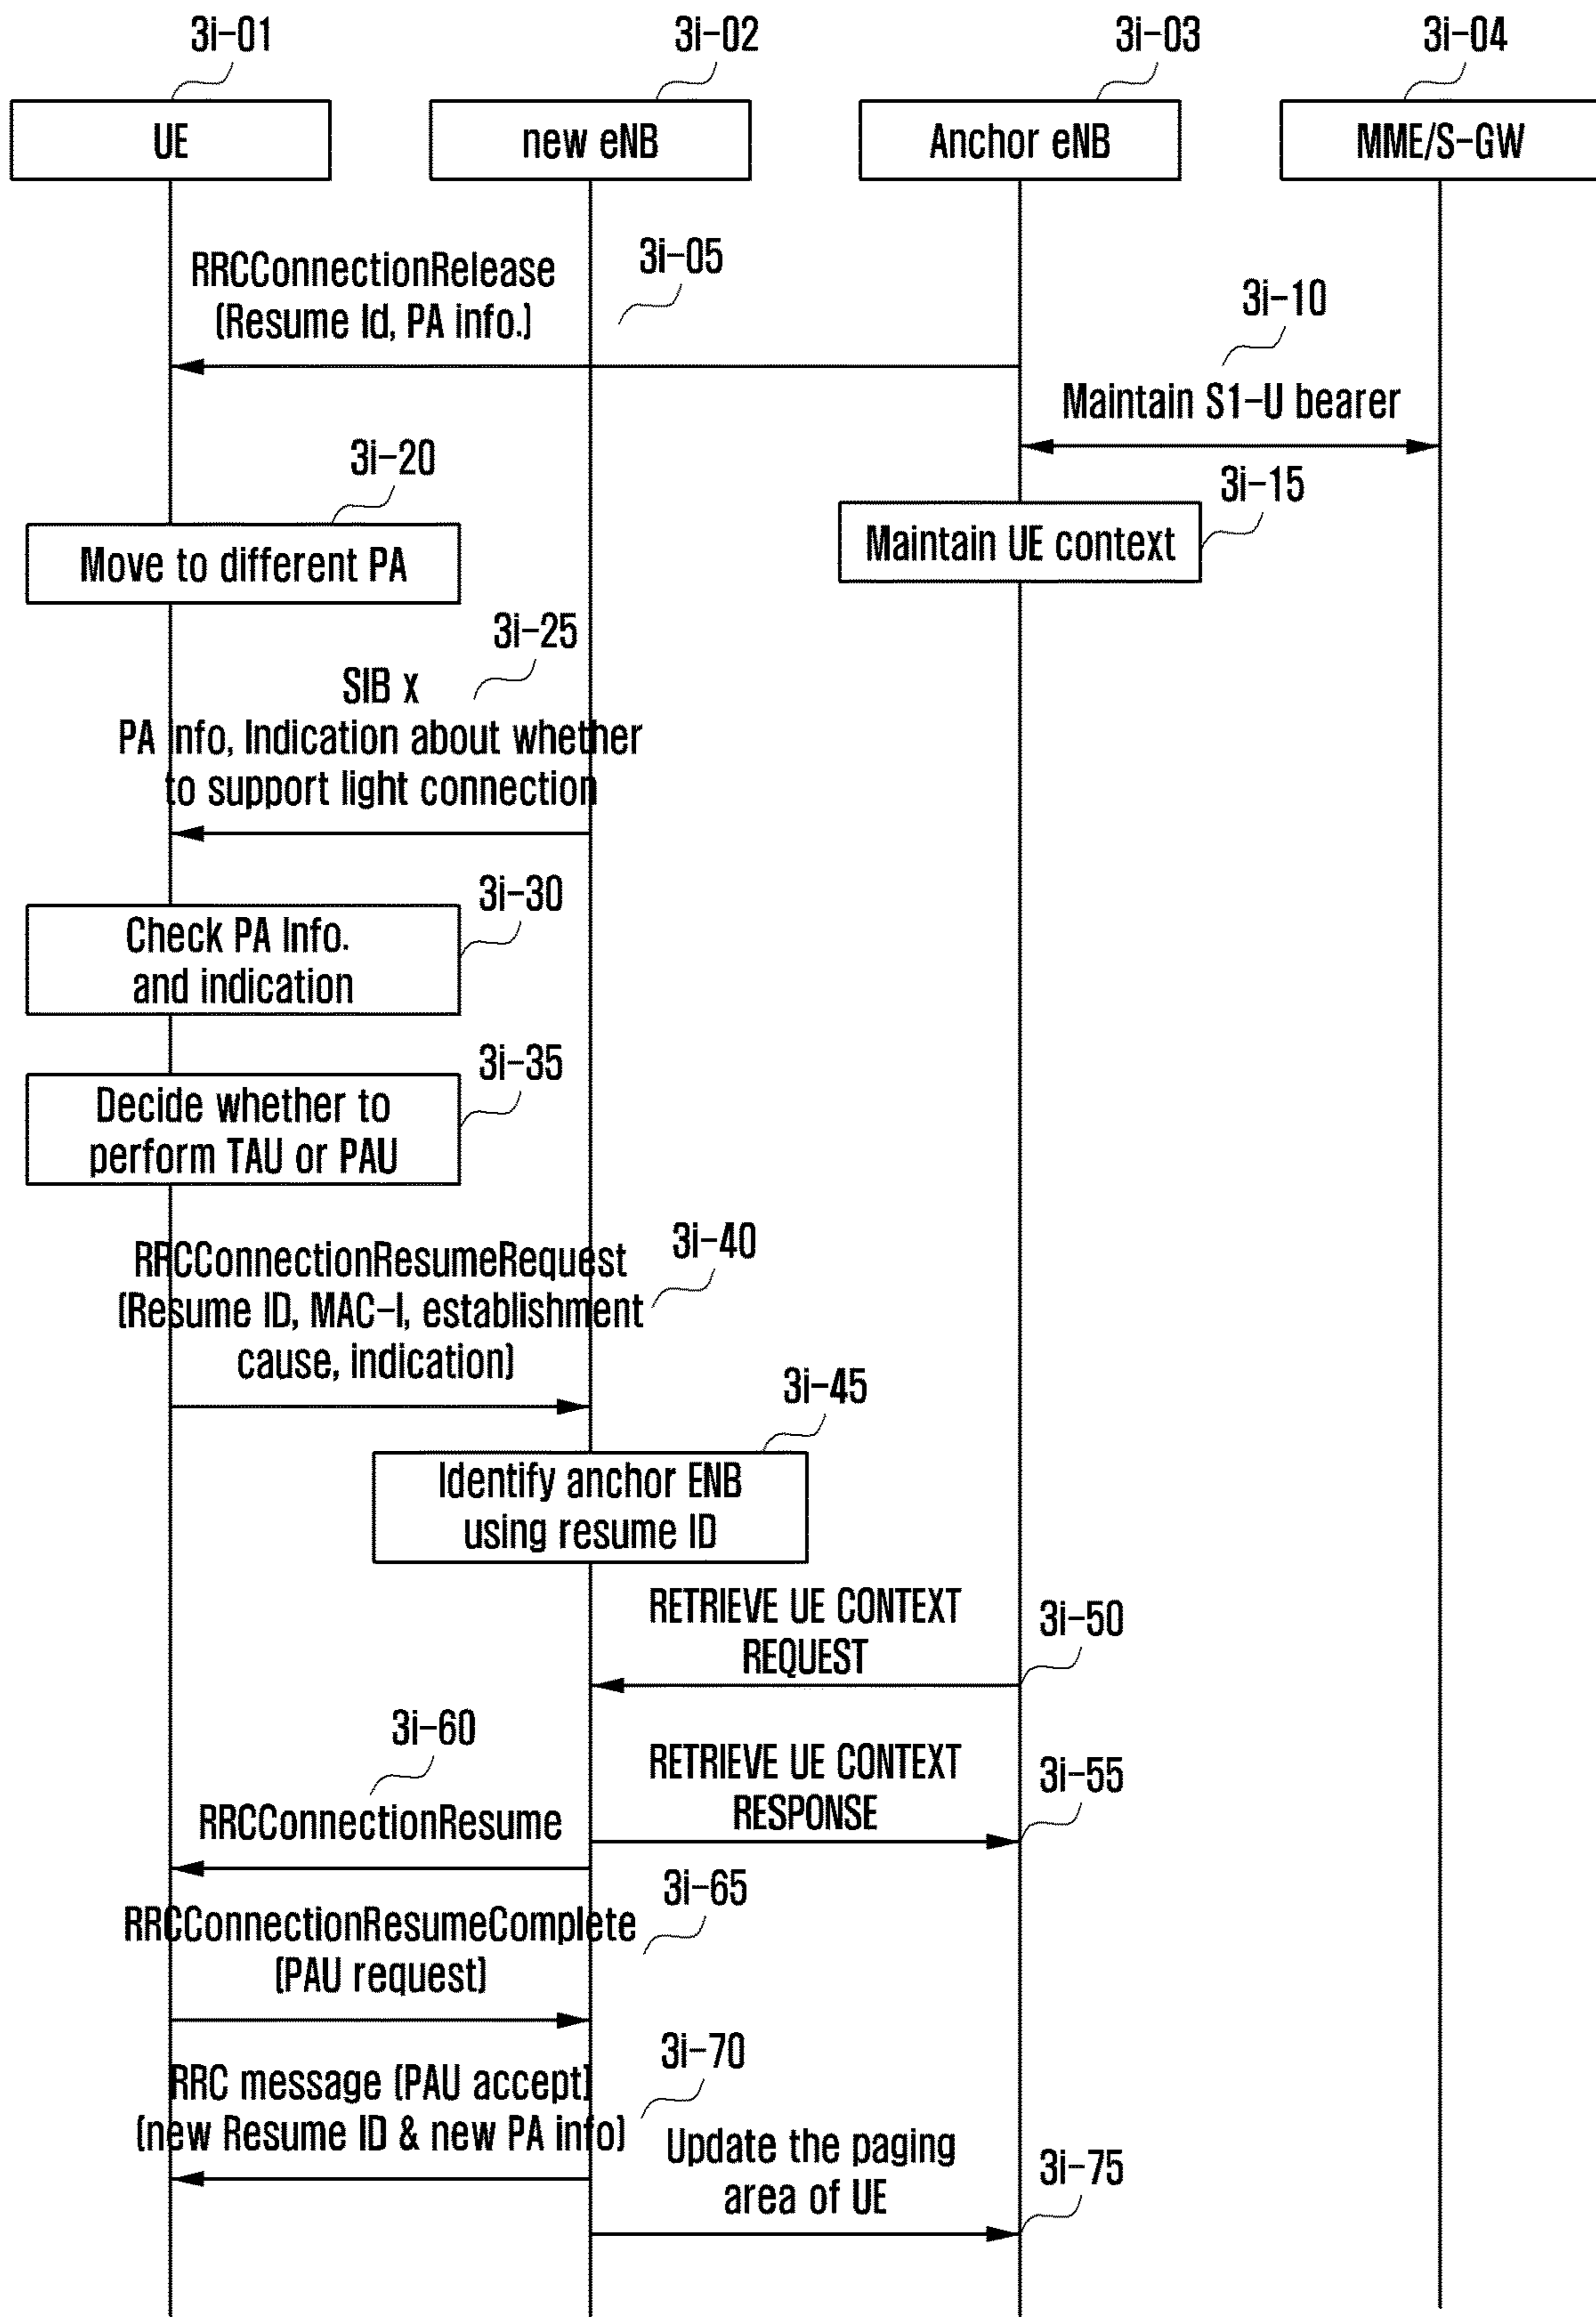 3i-01
3i-02
3i-03
3i-04
UE
new eNB
Anchor eNB
MME/S-GW
3i-05
RRCConnectionRelease
(Resume Id, PA info.)
3i-10
Maintain S1-U bearer
3i-20
Move to different PA
3i-15
Maintain UE context
3i-25
SIB x
PA Info, Indication about whether
to support light connection
3i-30
Check PA Info.
and indication
3i-35
Decide whether to
perform TAU or PAU
3i-40
RRCConnectionResumeRequest
(Resume ID, MAC-I, establishment
cause, indication)
3i-45
Identify anchor ENB
using resume ID
RETRIEVE UE CONTEXT
REQUEST
3i-50
3i-60
RRCConnectionResume
RETRIEVE UE CONTEXT
RESPONSE
3i-55
3i-65
RRCConnectionResumeComplete
(PAU request)
3i-70
RRC message (PAU accept)
(new Resume ID & new PA info)
Update the paging
area of UE
3i-75